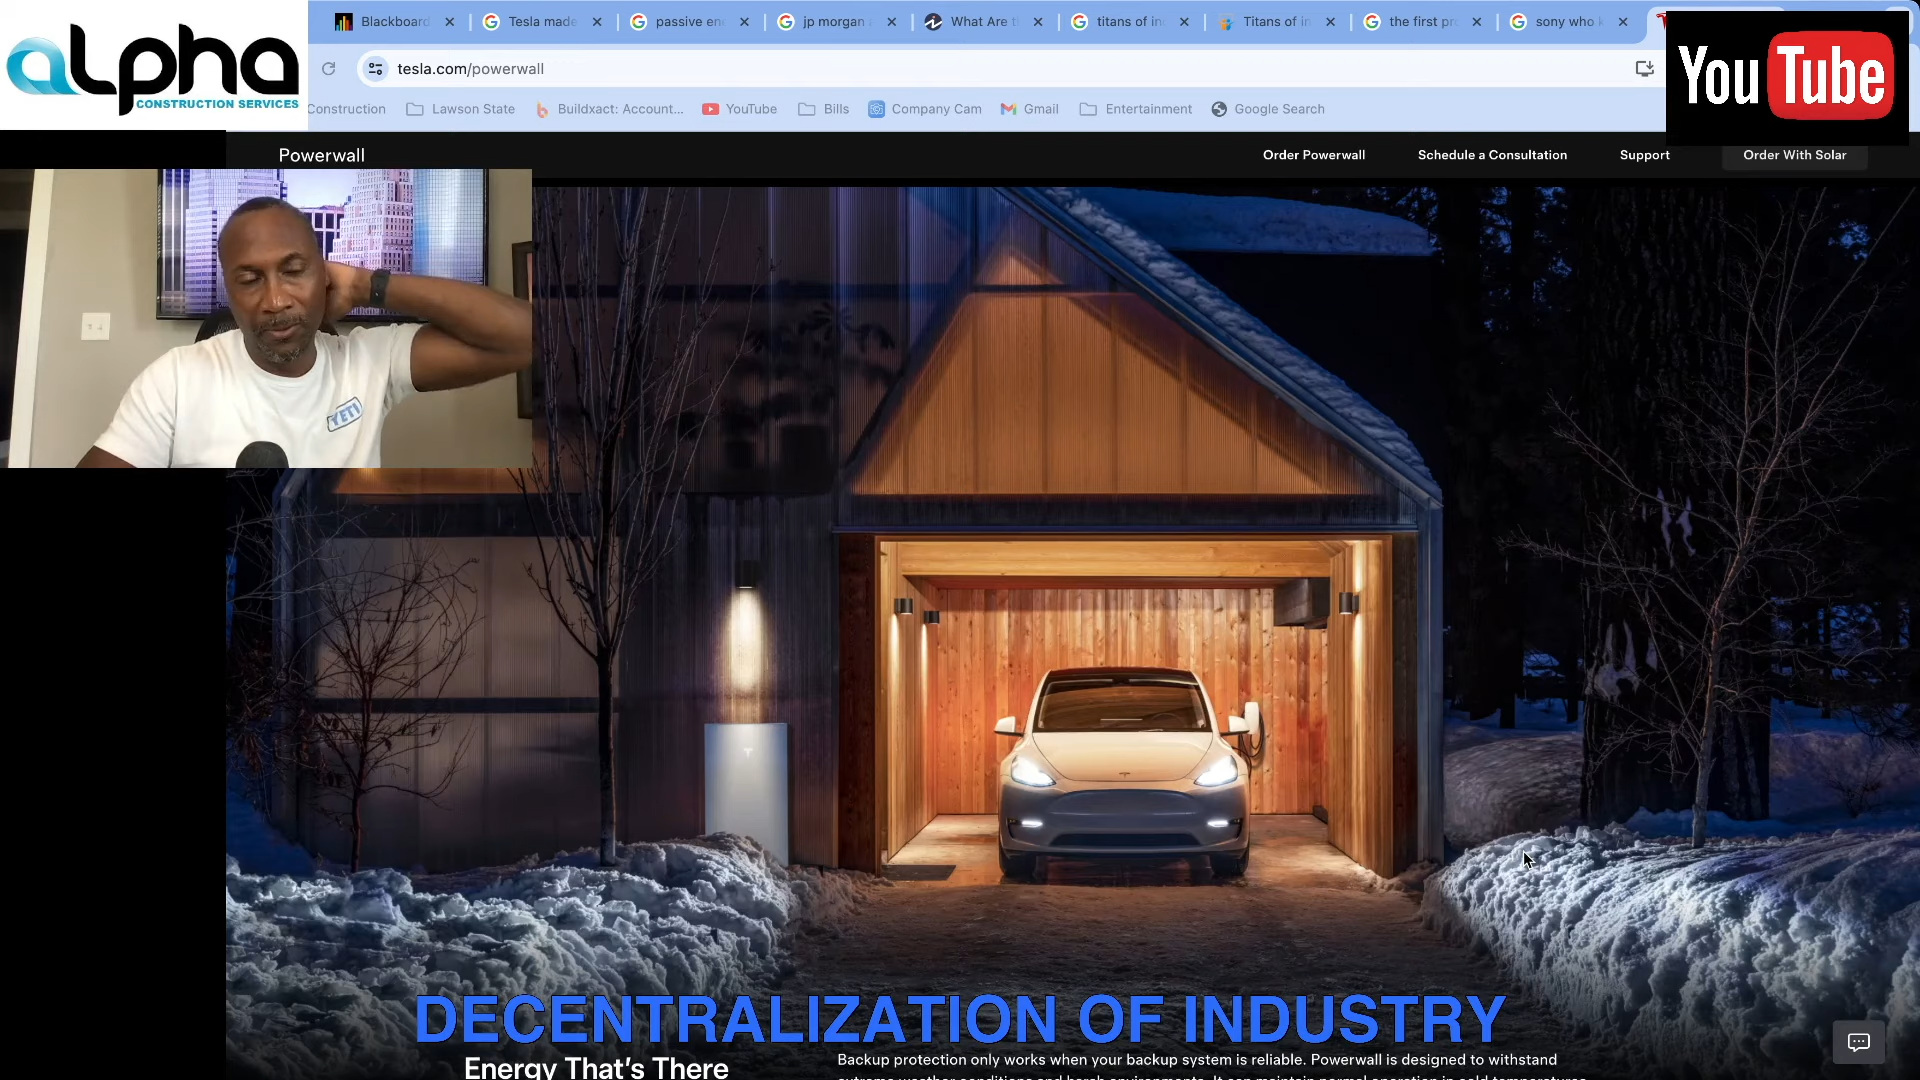 aLpha
CONSTRUCTION SERVICES
Blackboard
Tesla made
passive en
jp morgan
What Are t
titans of in
Titans of in
the first pr
sony who
YouTube
tesla.com/powerwall
Construction
Lawson State
Buildxact: Account...
YouTube
Bills
Company Cam
Gmail
Entertainment
Google Search
Powerwall
Order Powerwall
Schedule a Consultation
Support
Order With Solar
YETI
DECENTRALIZATION OF INDUSTRY
Energy That's There
Backup protection only works when your backup system is reliable. Powerwall is designed to withstand